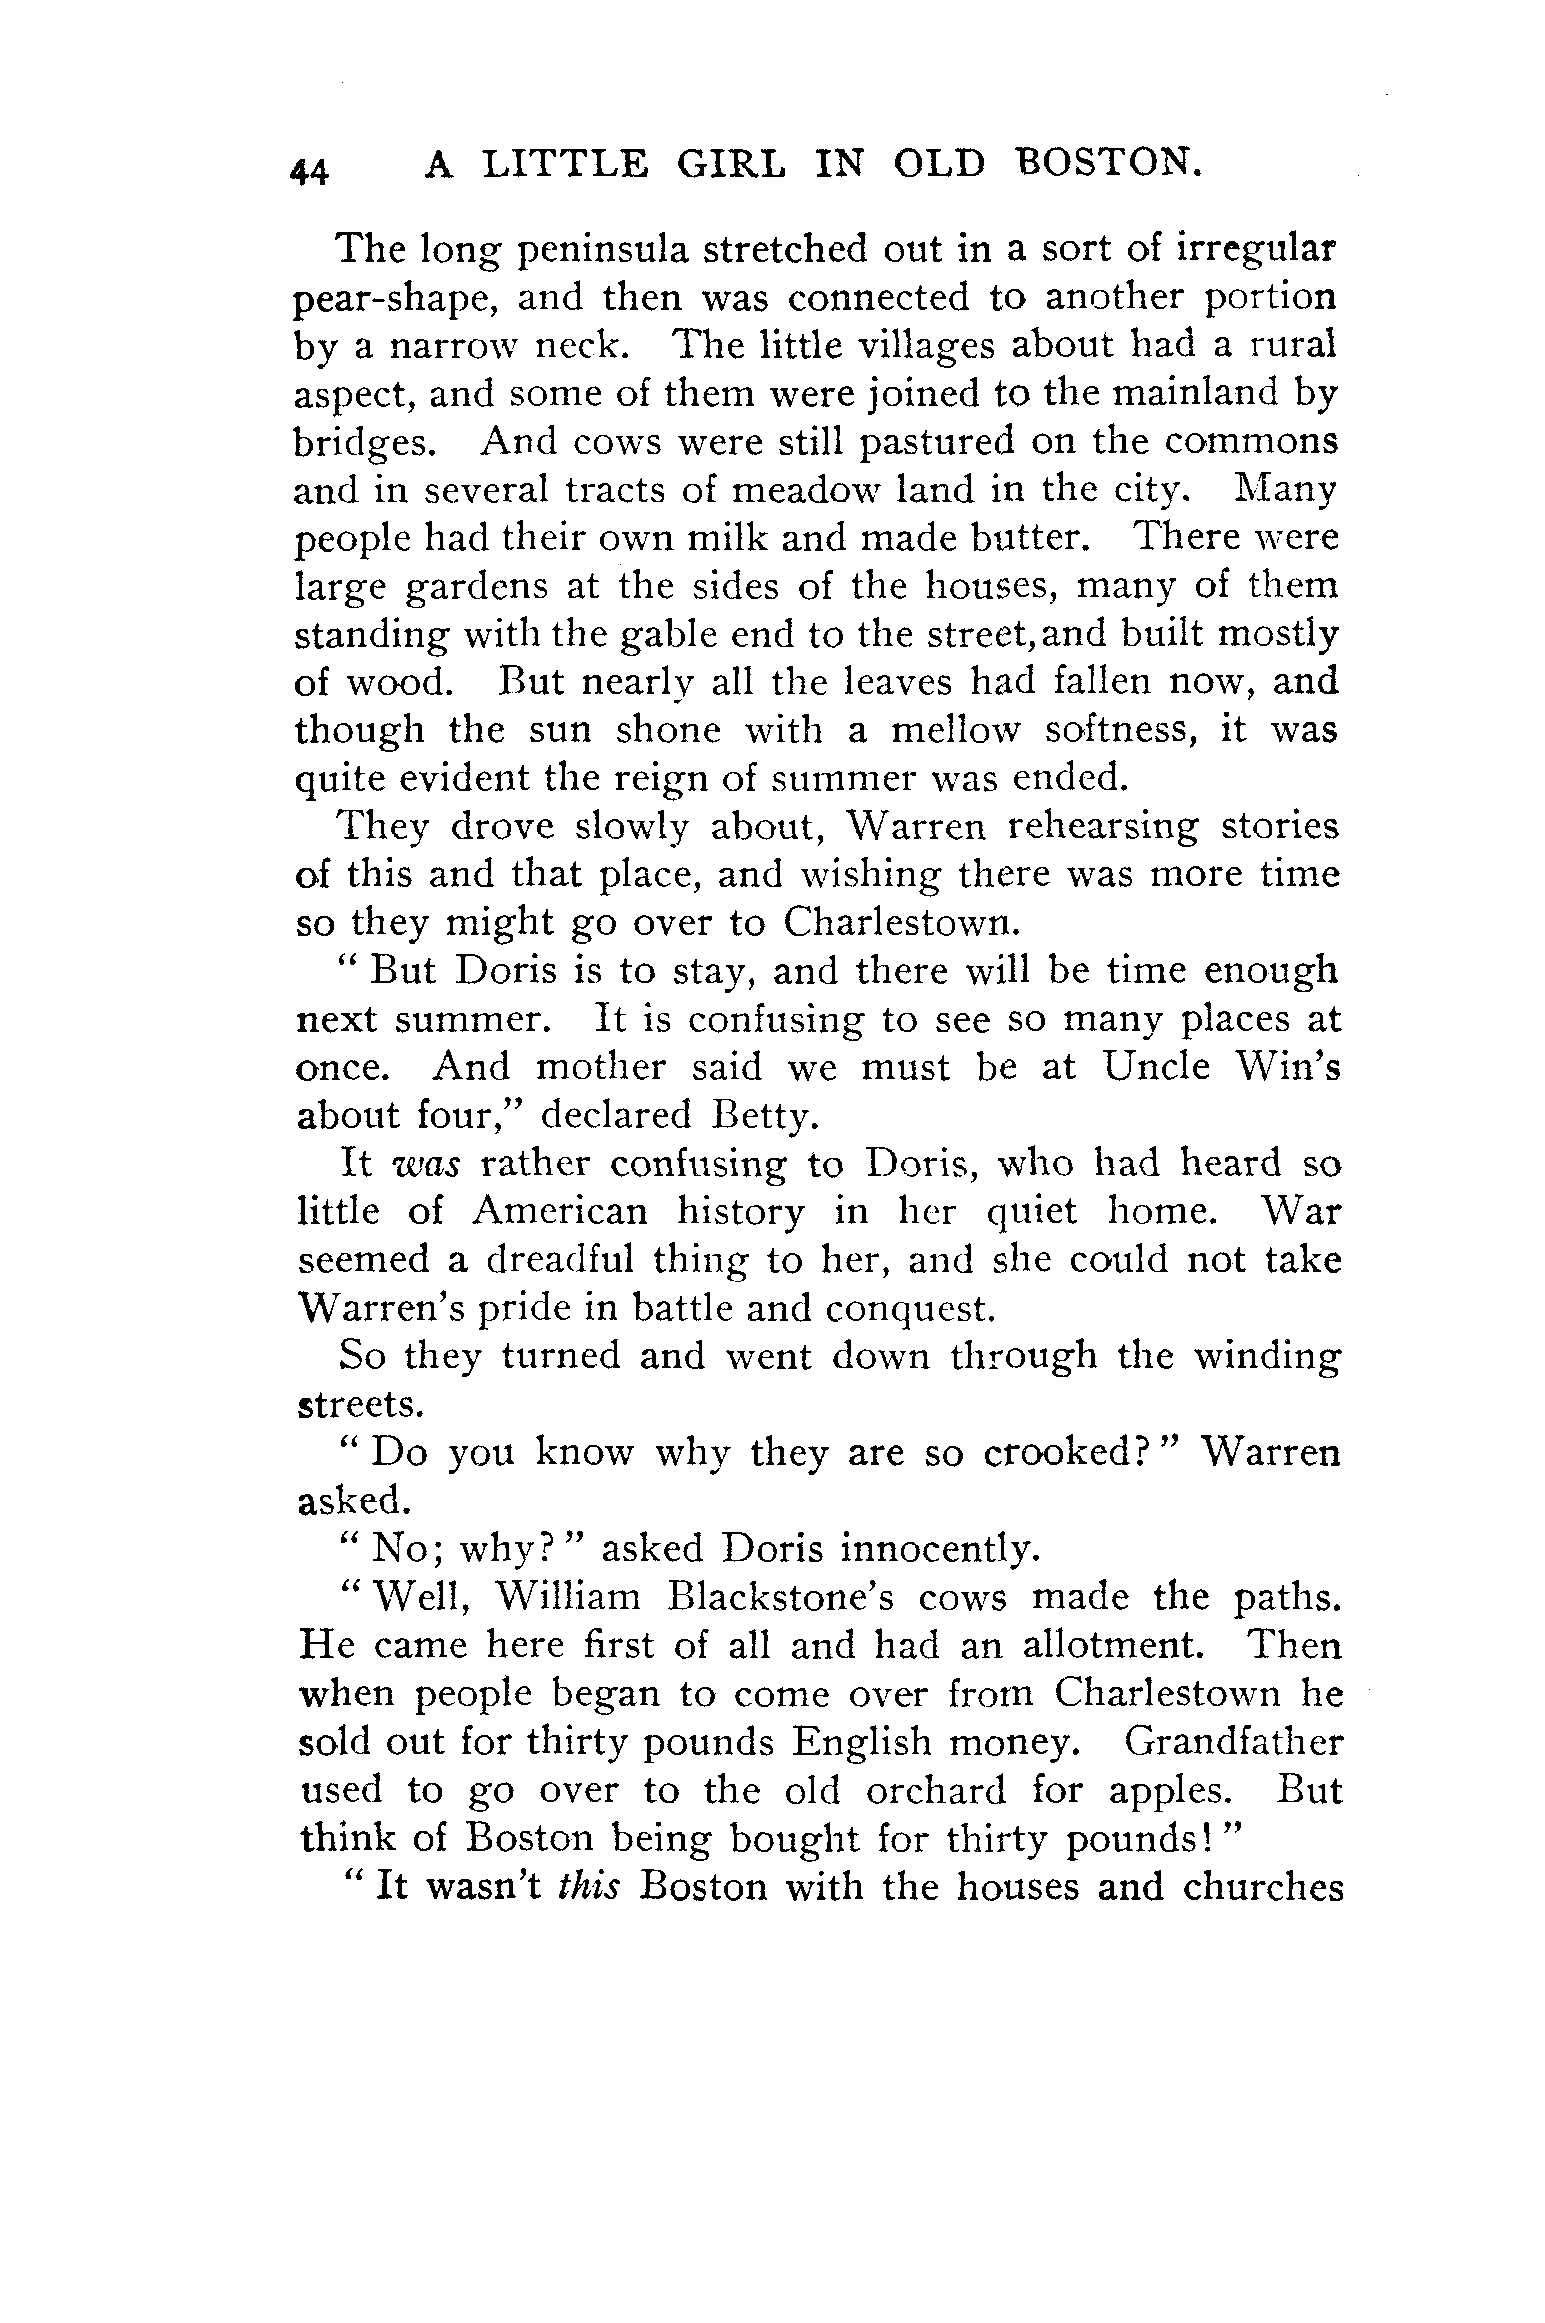 44 A LITTLE GIRL IN OLD BOSTON.
The long peninsula stretched out in a sort of irregular
pear-shape, and then was connected to another portion
by a narrow neck. The little villages about had a rural
aspect, and some of them were joined to the mainland by
bridges. And cows were still pastured on the commons
and in several tracts of meadow land in the city. Many
people had their own milk and made butter. There were
large gardens at the sides of the houses, many of them
standing with the gable end to the street, and built mostly
of wood. But nearly all the leaves had fallen now, and
though the sun shone with a mellow softness, it was
quite evident the reign of summer was ended.
They drove slowly about, Warren rehearsing stories
of this and that place, and wishing there was more time
so they might go over to Charlestown.
" But Doris is to stay, and there will be time enough
next summer. It is confusing to see so many places at
once. And mother said we must be at Uncle Win's
about four," declared Betty.
It was rather confusing to Doris, who had heard so
little of American history in her quiet home. War
seemed a dreadful thing to her, and she could not take
Warren's pride in battle and conquest.
So they turned and went down through the winding
streets.
" Do you know why they are so crooked? " Warren
asked.
" No; why? " asked Doris innocently.
" Well, William Blackstone's cows made the paths.
He came here first of all and had an allotment. Then
when people began to come over from Charlestown he
sold out for thirty pounds English money. Grandfather
used to go over to the old orchard for apples. But
think of Boston being bought for thirty pounds! "
" It wasn't this Boston with the houses and churches